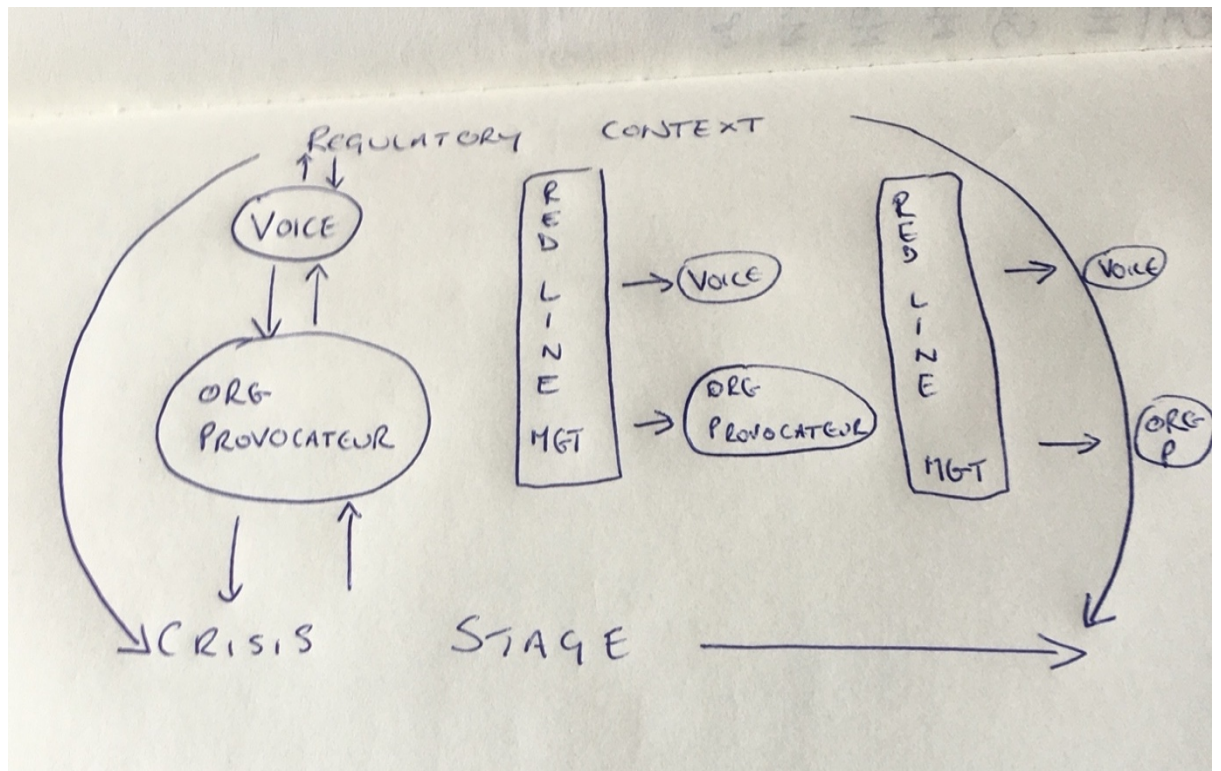 REGULATORY CONTEXT
VOICE
ORG
PROVOCATEUR
RED LINE MGT
VOICE
ORG
PROVOCATEUR
RED LINE MGT
VOICE
ORG
P
CRISIS STAGE